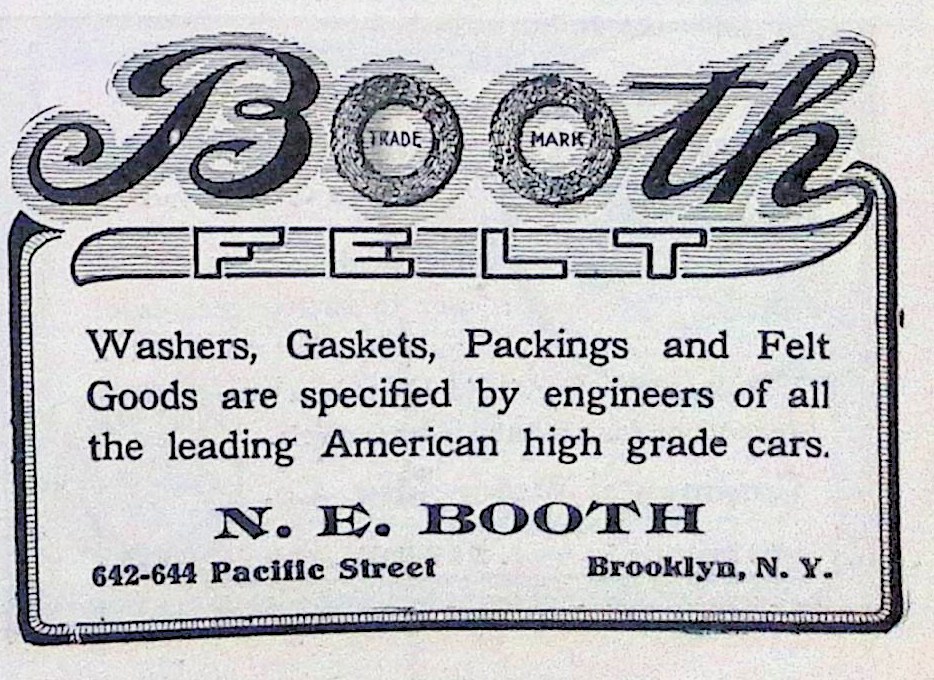 Booth
TRADE MARK
FELT
Washers, Gaskets, Packings and Felt
Goods are specified by engineers of all
the leading American high grade cars.
N. E. BOOTH
642-644 Pacific Street Brooklyn, N. Y.